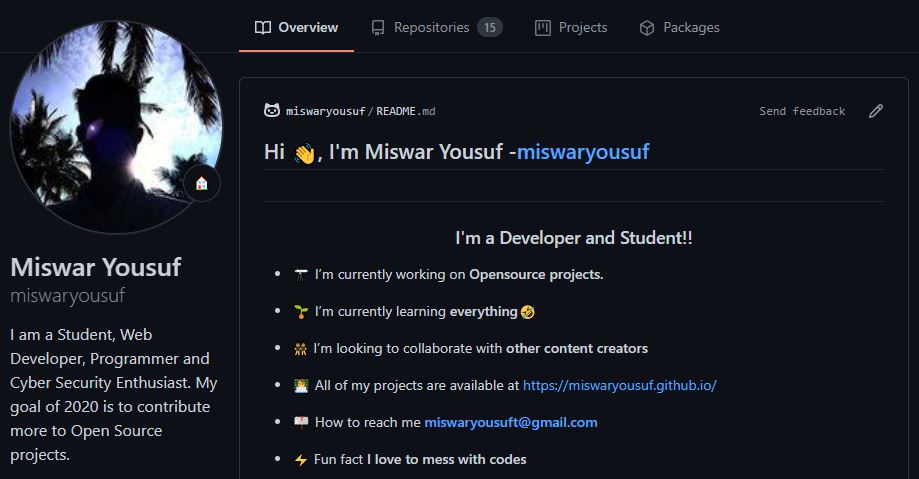 Overview
Repositories 15
Projects
Packages
miswaryousuf/README.md
Send feedback
Hi 👋, I'm Miswar Yousuf -miswaryousuf
I'm a Developer and Student!!
🔭 I’m currently working on Opensource projects.
🌱 I’m currently learning everything 🤣
👯 I’m looking to collaborate with other content creators
👨‍💻 All of my projects are available at https://miswaryousuf.github.io/
📫 How to reach me miswaryousuft@gmail.com
⚡ Fun fact I love to mess with codes
Miswar Yousuf
miswaryousuf
I am a Student, Web
Developer, Programmer and
Cyber Security Enthusiast. My
goal of 2020 is to contribute
more to Open Source
projects.